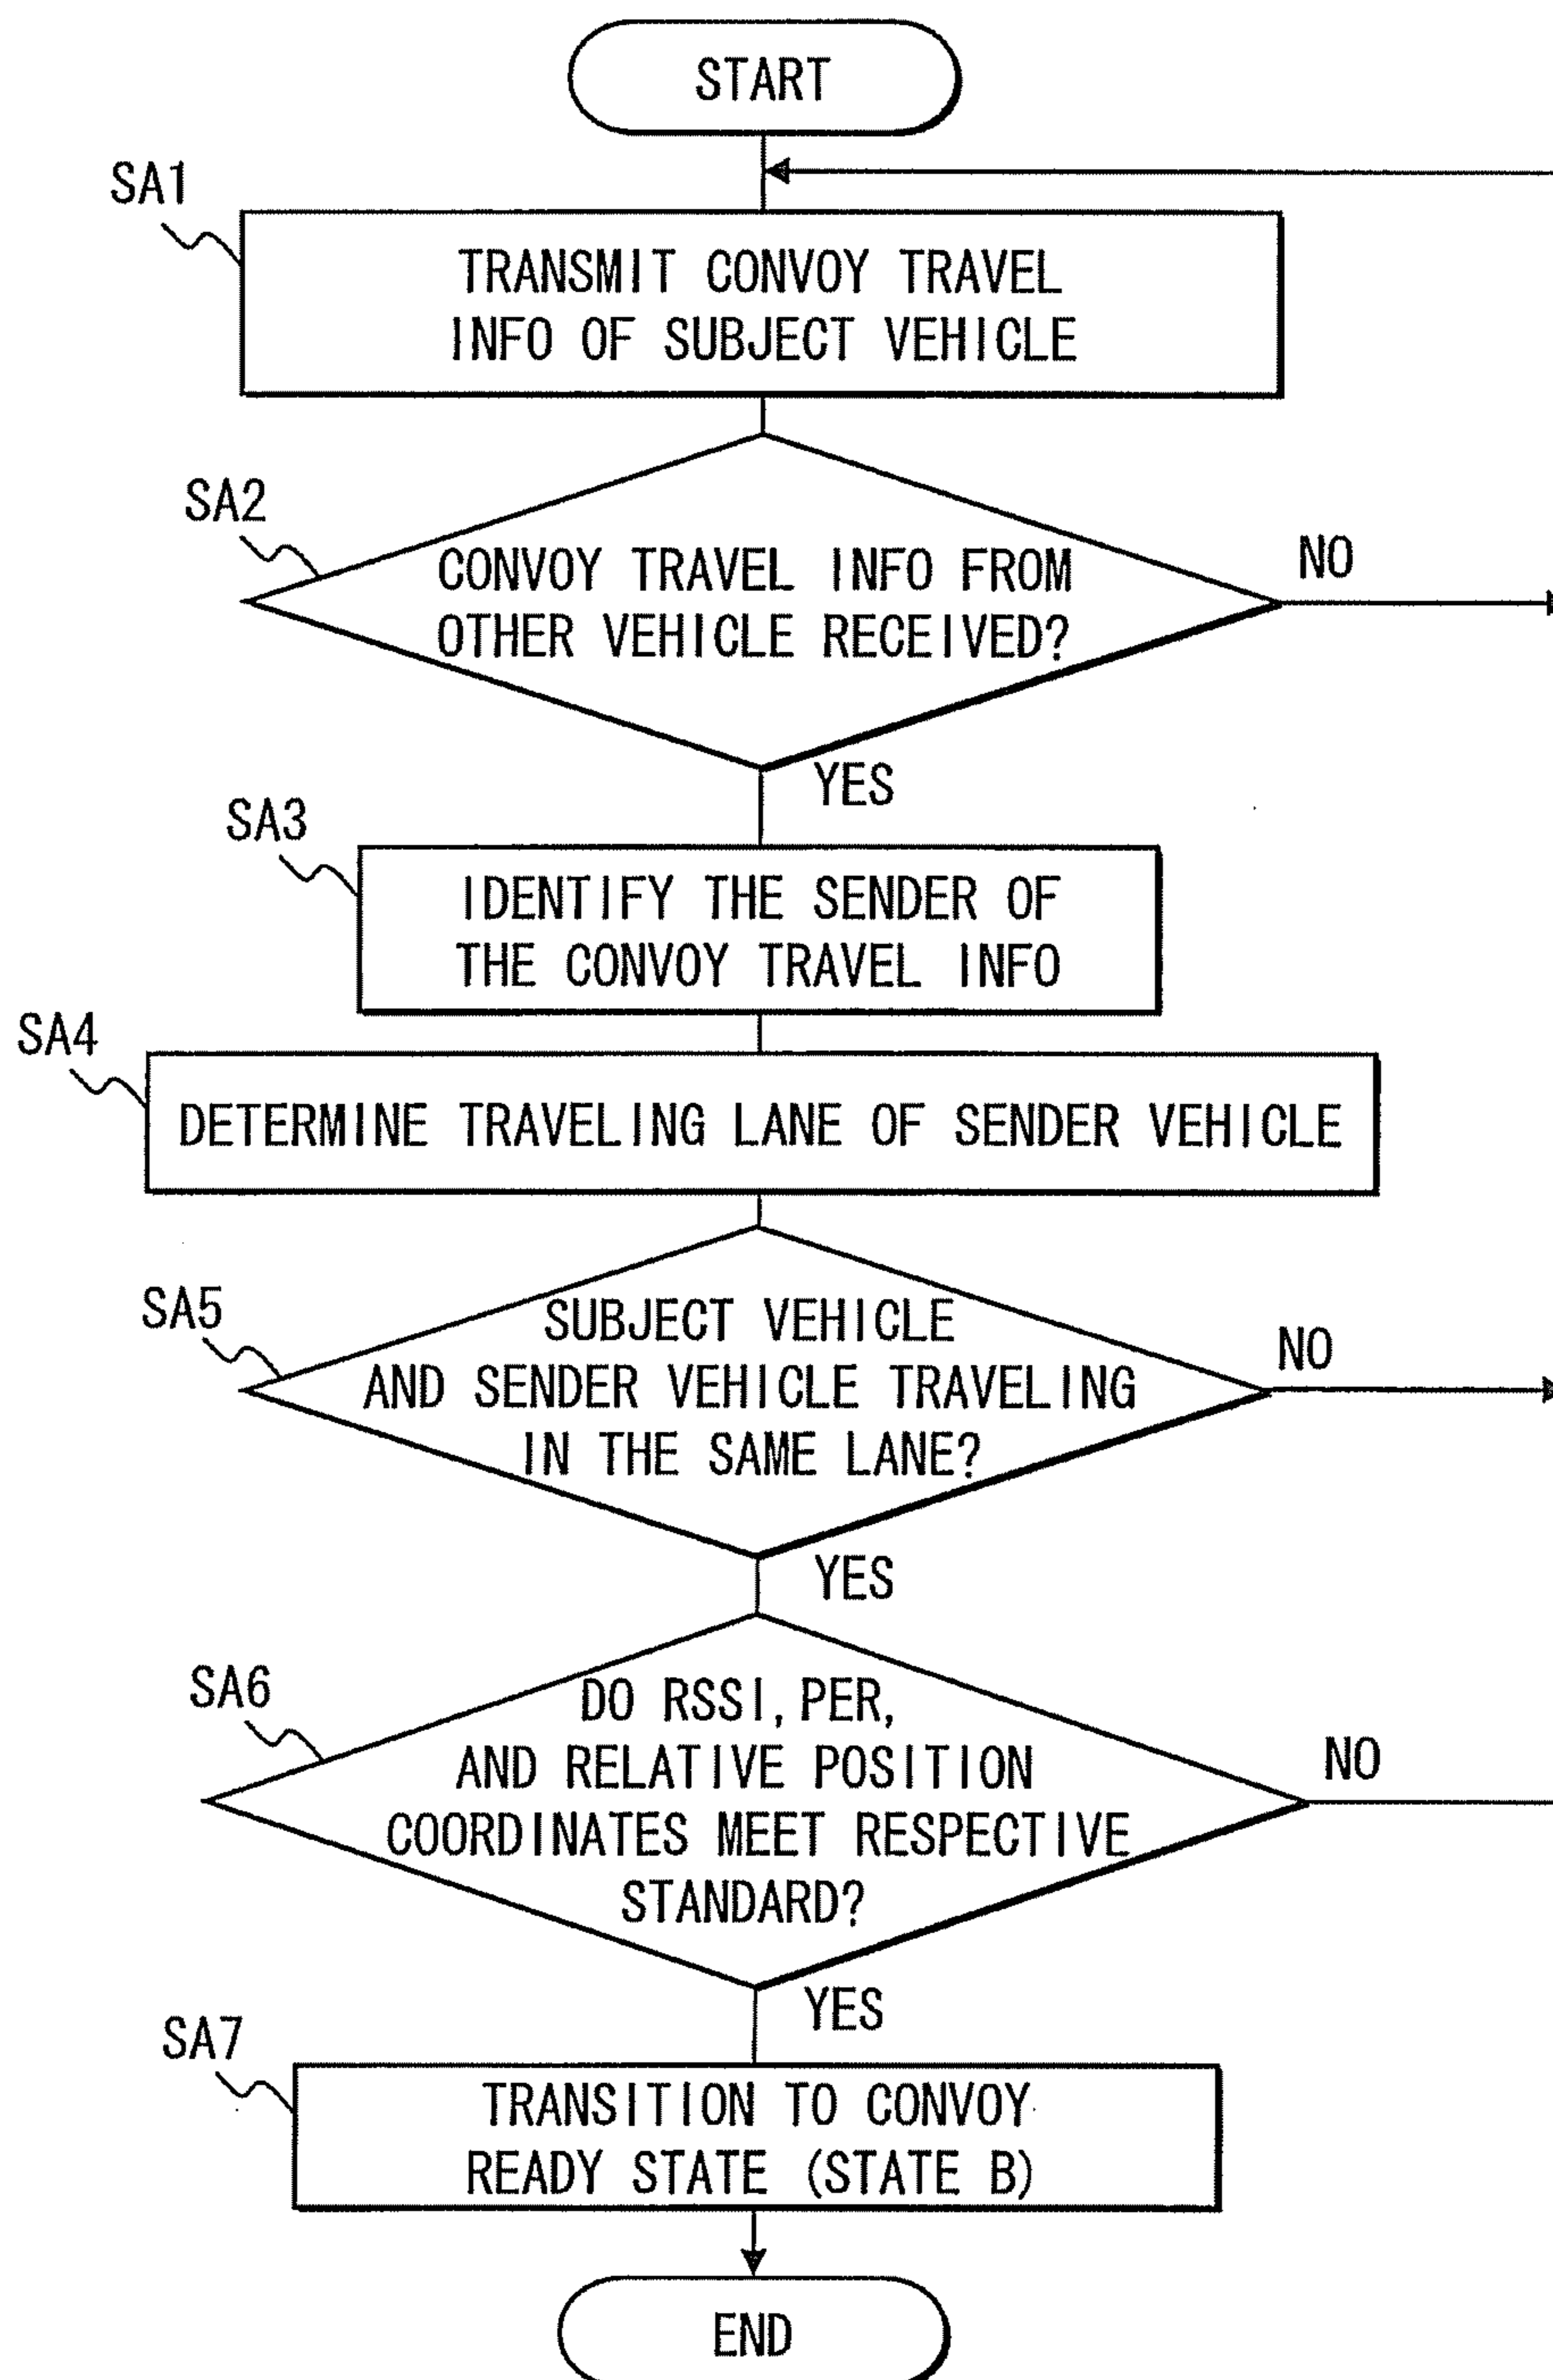 START
SA1
TRANSMIT CONVOY TRAVEL
INFO OF SUBJECT VEHICLE
SA2
CONVOY TRAVEL INFO FROM
OTHER VEHICLE RECEIVED?
NO
YES
SA3
IDENTIFY THE SENDER OF
THE CONVOY TRAVEL INFO
SA4
DETERMINE TRAVELING LANE OF SENDER VEHICLE
SA5
SUBJECT VEHICLE
AND SENDER VEHICLE TRAVELING
IN THE SAME LANE?
NO
YES
SA6
DO RSSI, PER,
AND RELATIVE POSITION
COORDINATES MEET RESPECTIVE
STANDARD?
NO
YES
SA7
TRANSITION TO CONVOY
READY STATE (STATE B)
END